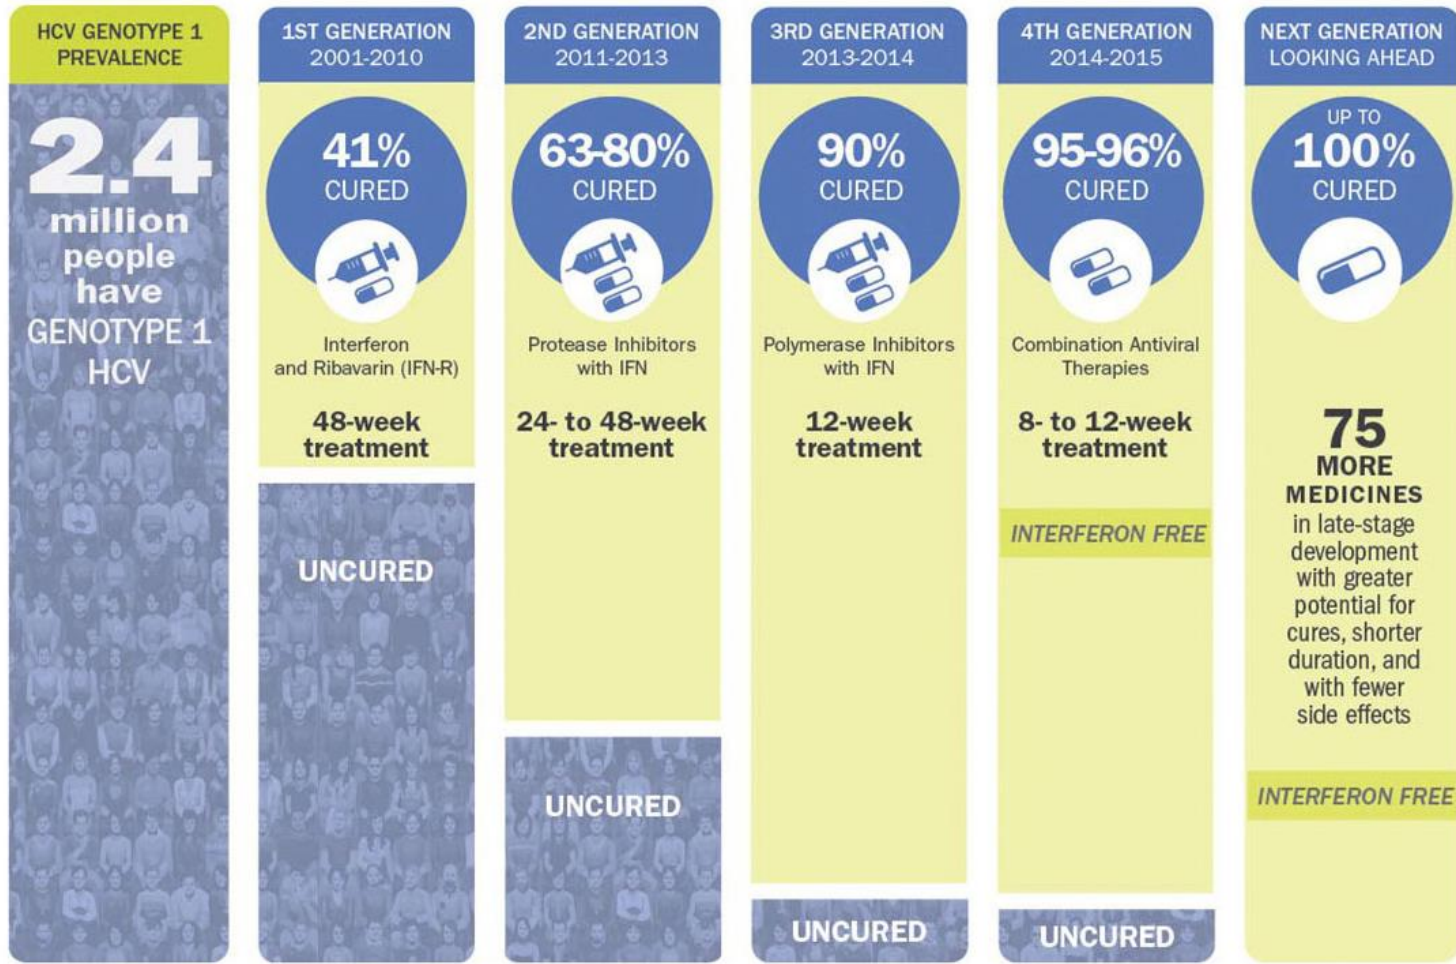 HCV GENOTYPE 1
PREVALENCE
2.4
million
people
have
GENOTYPE 1
HCV
1ST GENERATION
2001-2010
41%
CURED
Interferon
and Ribavarin (IFN-R)
48-week
treatment
UNCURED
2ND GENERATION
2011-2013
63-80%
CURED
Protease Inhibitors
with IFN
24- to 48-week
treatment
UNCURED
3RD GENERATION
2013-2014
90%
CURED
Polymerase Inhibitors
with IFN
12-week
treatment
UNCURED
4TH GENERATION
2014-2015
95-96%
CURED
Combination Antiviral
Therapies
8- to 12-week
treatment
INTERFERON FREE
UNCURED
NEXT GENERATION
LOOKING AHEAD
UP TO
100%
CURED
75
MORE
MEDICINES
in late-stage
development
with greater
potential for
cures, shorter
duration, and
with fewer
side effects
INTERFERON FREE